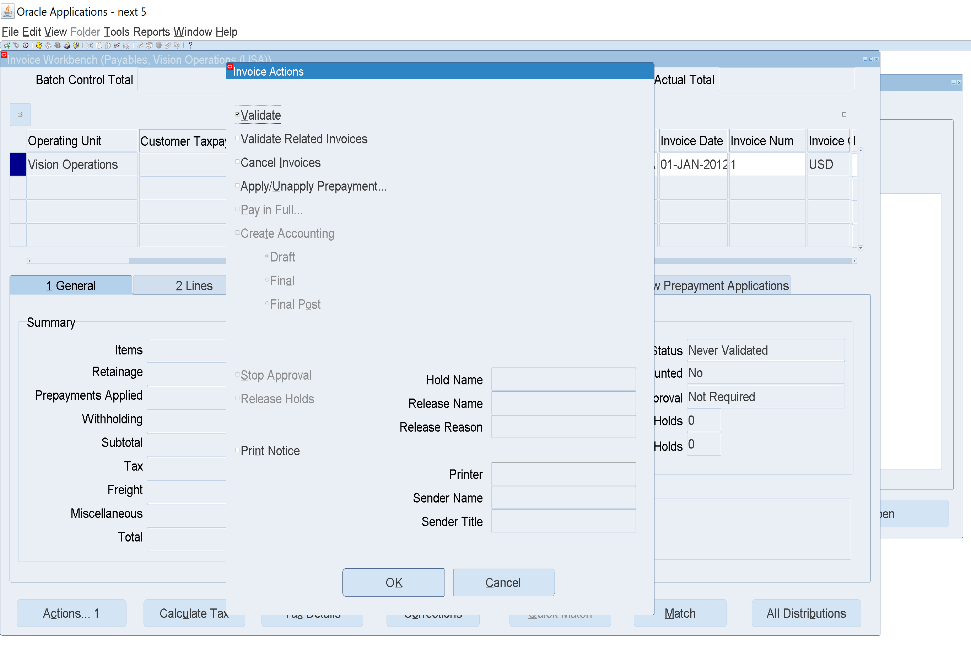 Oracle Applications - next 5
File Edit View Folder Tools Reports Window Help
Invoice Workbench (Payables, Vision Operations (USA))
Invoice Actions
Batch Control Total
Actual Total
Validate
Validate Related Invoices
Cancel Invoices
Apply/Unapply Prepayment...
Pay in Full...
Create Accounting
Draft
Final
Final Post
Stop Approval
Release Holds
Print Notice
Hold Name
Release Name
Release Reason
Printer
Sender Name
Sender Title
OK Cancel
Operating Unit Customer Taxpay Invoice Date Invoice Num Invoice
Vision Operations 01-JAN-2012 1 USD
1 General 2 Lines w Prepayment Applications
Summary
Items
Retainage
Prepayments Applied
Withholding
Subtotal
Tax
Freight
Miscellaneous
Total
Status Never Validated
unted No
roval Not Required
Holds 0
Holds 0
Actions... 1 Calculate Tax Tax Details Corrections Quick Match Match All Distributions
pen